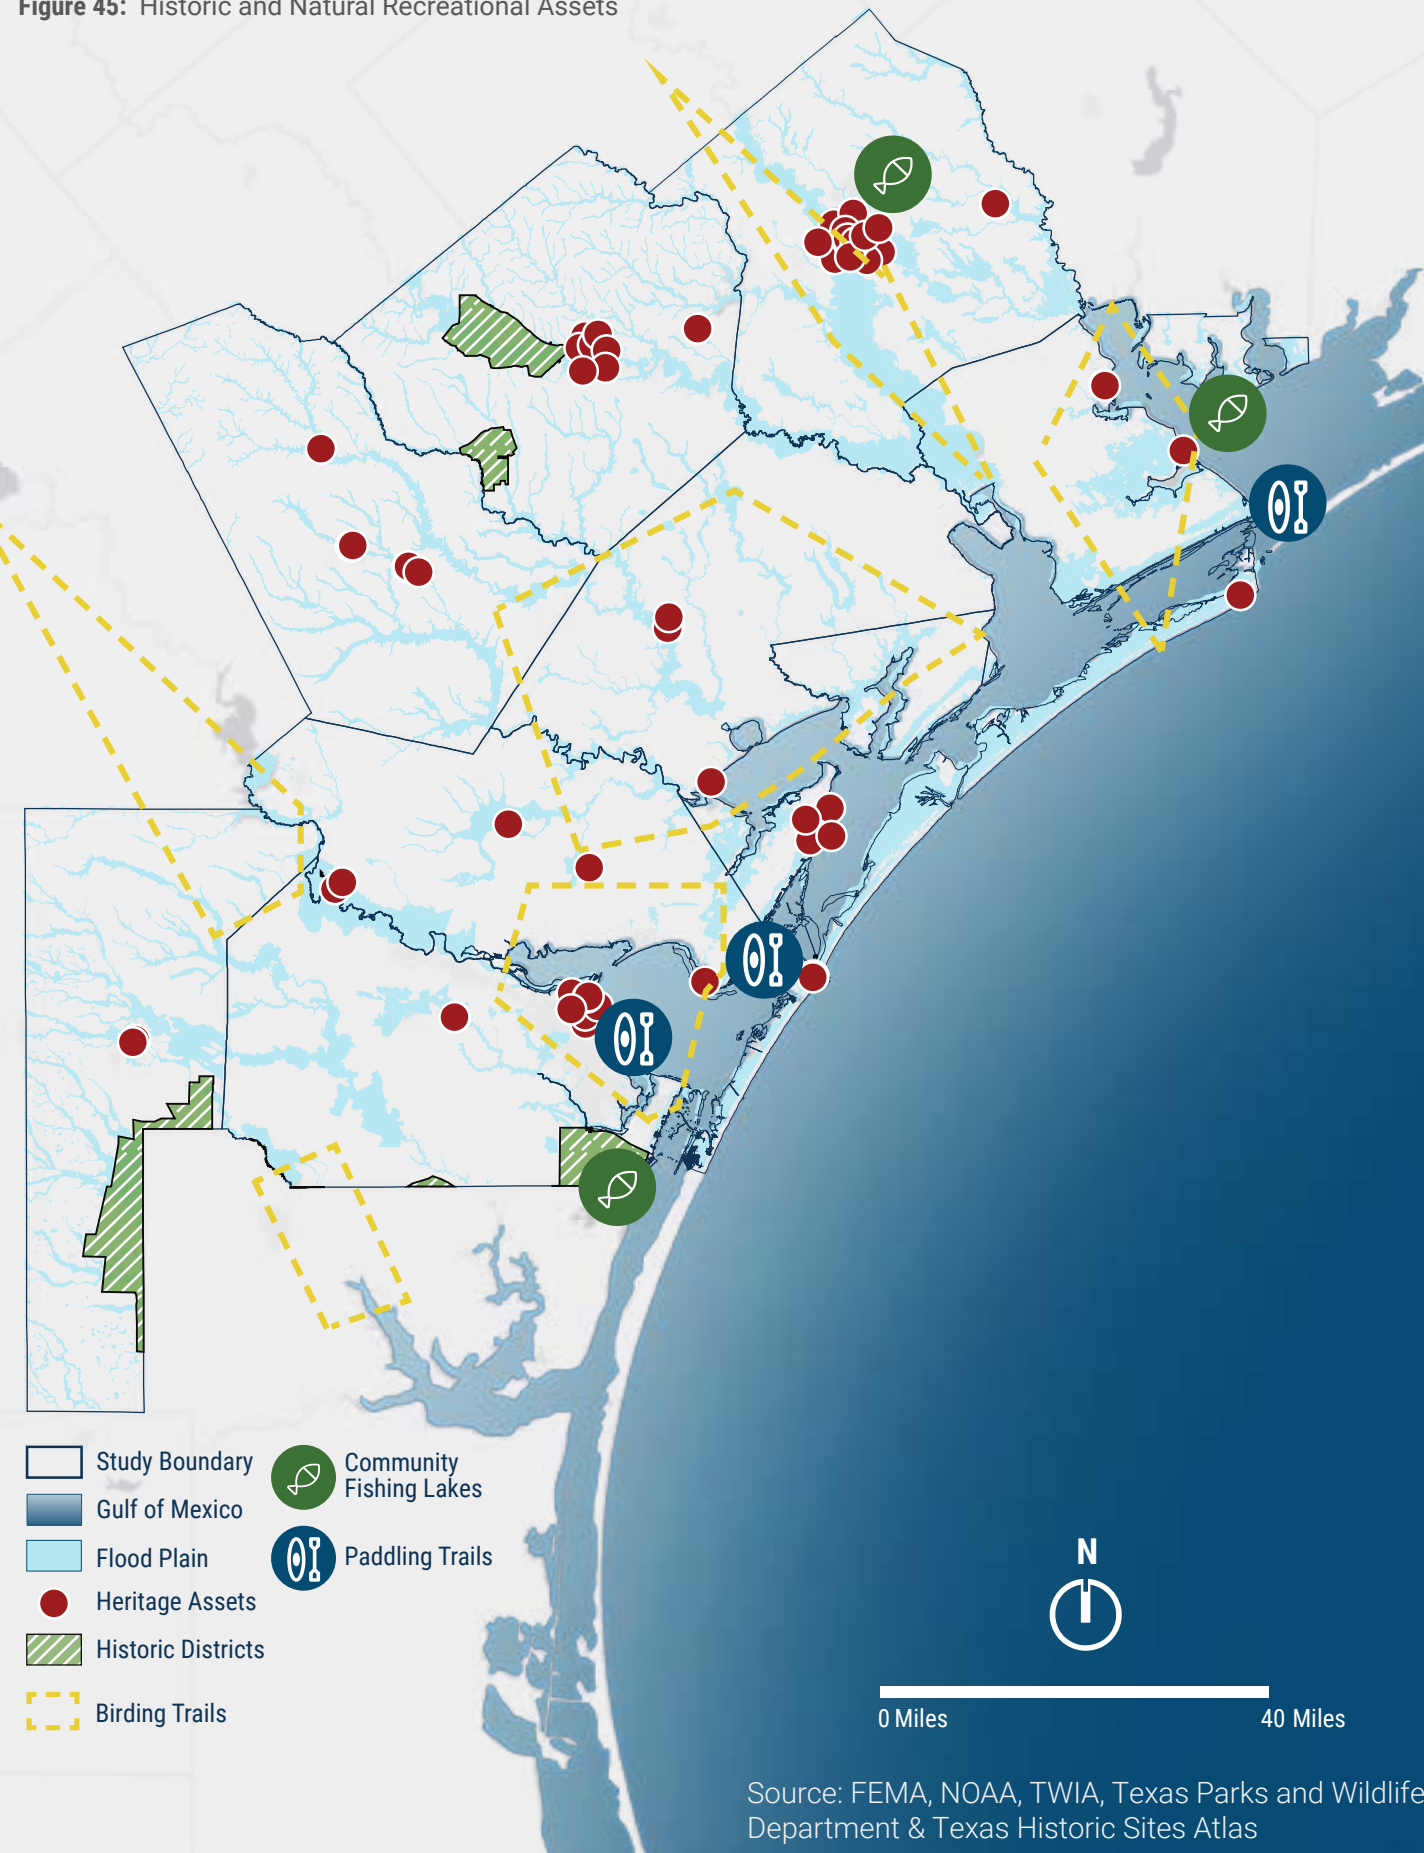 Figure 45: Historic and Natural Recreational Assets
Study Boundary
Gulf of Mexico
Flood Plain
Heritage Assets
Historic Districts
Birding Trails
Community
Fishing Lakes
Paddling Trails
N
0 Miles
40 Miles
Source: FEMA, NOAA, TWIA, Texas Parks and Wildlife
Department & Texas Historic Sites Atlas